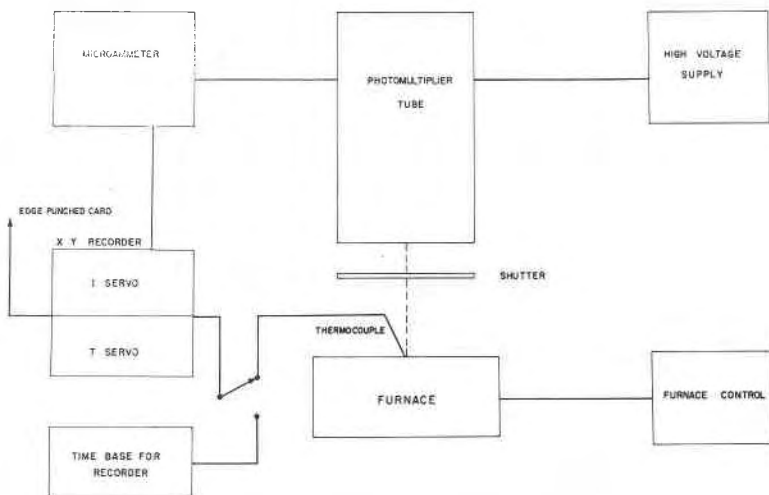 MICROAMMETER
PHOTOMULTIPLIER
TUBE
HIGH VOLTAGE
SUPPLY
EDGE PUNCHED CARD
X Y RECORDER
I SERVO
T SERVO
SHUTTER
THERMOCOUPLE
FURNACE
FURNACE CONTROL
TIME BASE FOR
RECORDER